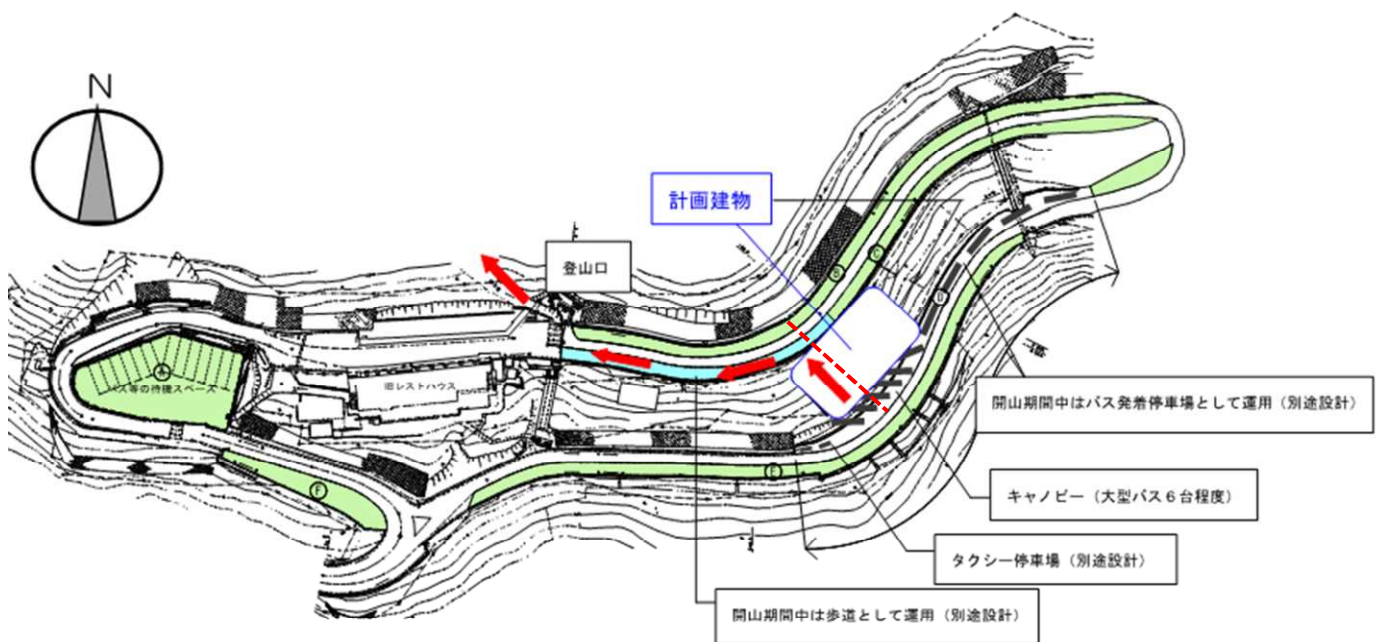 N
計画建物
登山口
B
C
D
A
バス等の待機スペース
旧レストハウス
開山期間中はバス発着停車場として運用（別途設計）
E
キャノピー（大型バス６台程度）
F
タクシー停車場（別途設計）
開山期間中は歩道として運用（別途設計）